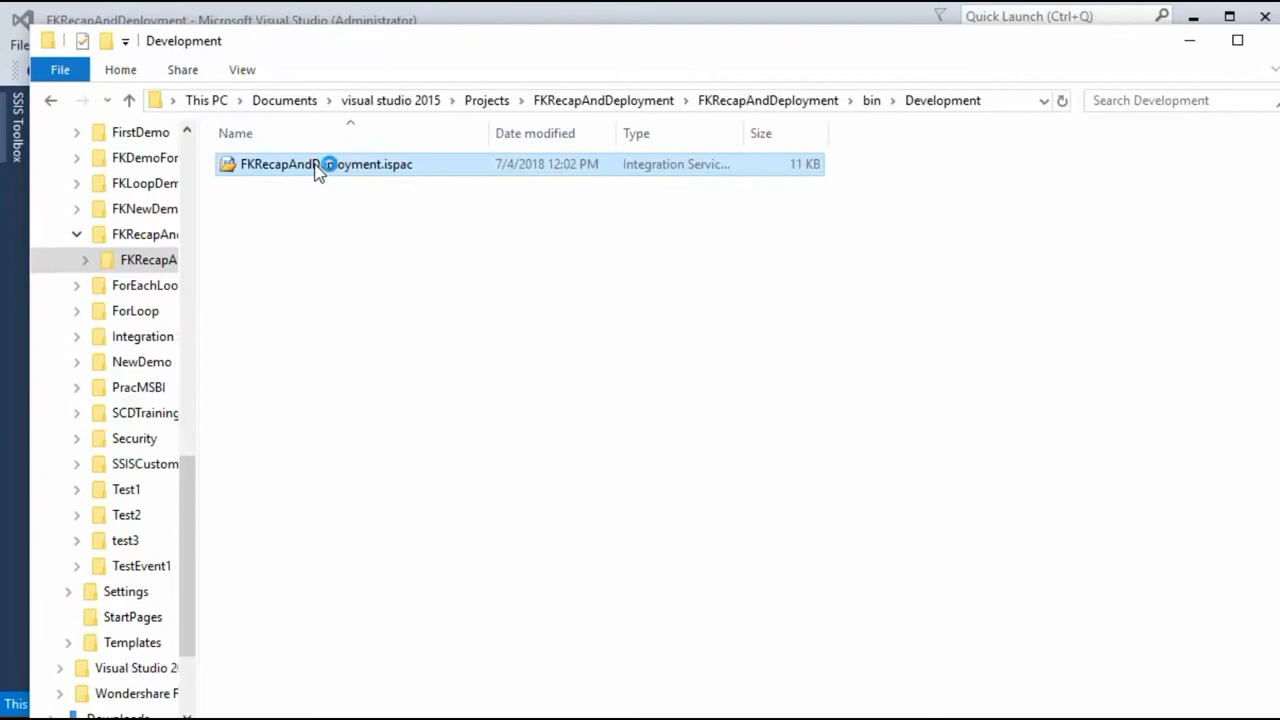 FKRecapAndDeployment - Microsoft Visual Studio (Administrator)
Quick Launch (Ctrl+Q)
File
Development
File
Home
Share
View
This PC
Documents
visual studio 2015
Projects
FKRecapAndDeployment
FKRecapAndDeployment
bin
Development
Search Development
SSIS Toolbox
Name
Date modified
Type
Size
FKRecapAndDeployment.ispac
7/4/2018 12:02 PM
Integration Servic...
11 KB
FirstDemo
FKDemoFor
FKLoopDem
FKNewDem
FKRecapAn
FKRecapA
ForEachLoo
ForLoop
Integration
NewDemo
PracMSBI
SCDTraining
Security
SSISCustom
Test1
Test2
test3
TestEvent1
Settings
StartPages
Templates
Visual Studio 2
Wondershare F
This